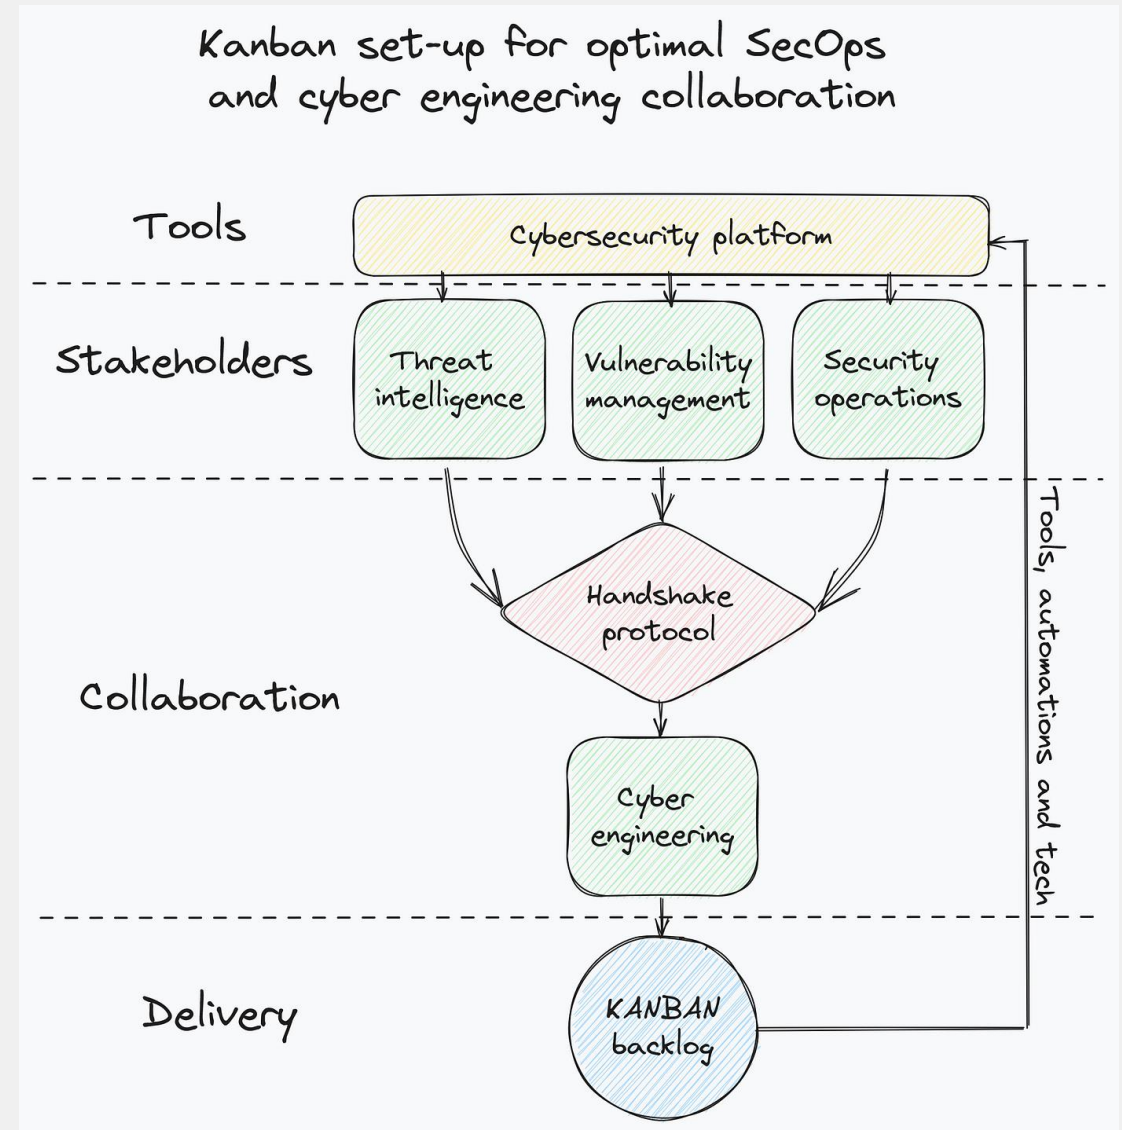 Kanban set-up for optimal SecOps
and cyber engineering collaboration
Tools
Cybersecurity platform
Stakeholders
Threat
intelligence
Vulnerability
management
Security
operations
Handshake
protocol
Collaboration
Cyber
engineering
Tools, automations and tech
Delivery
KANBAN
backlog